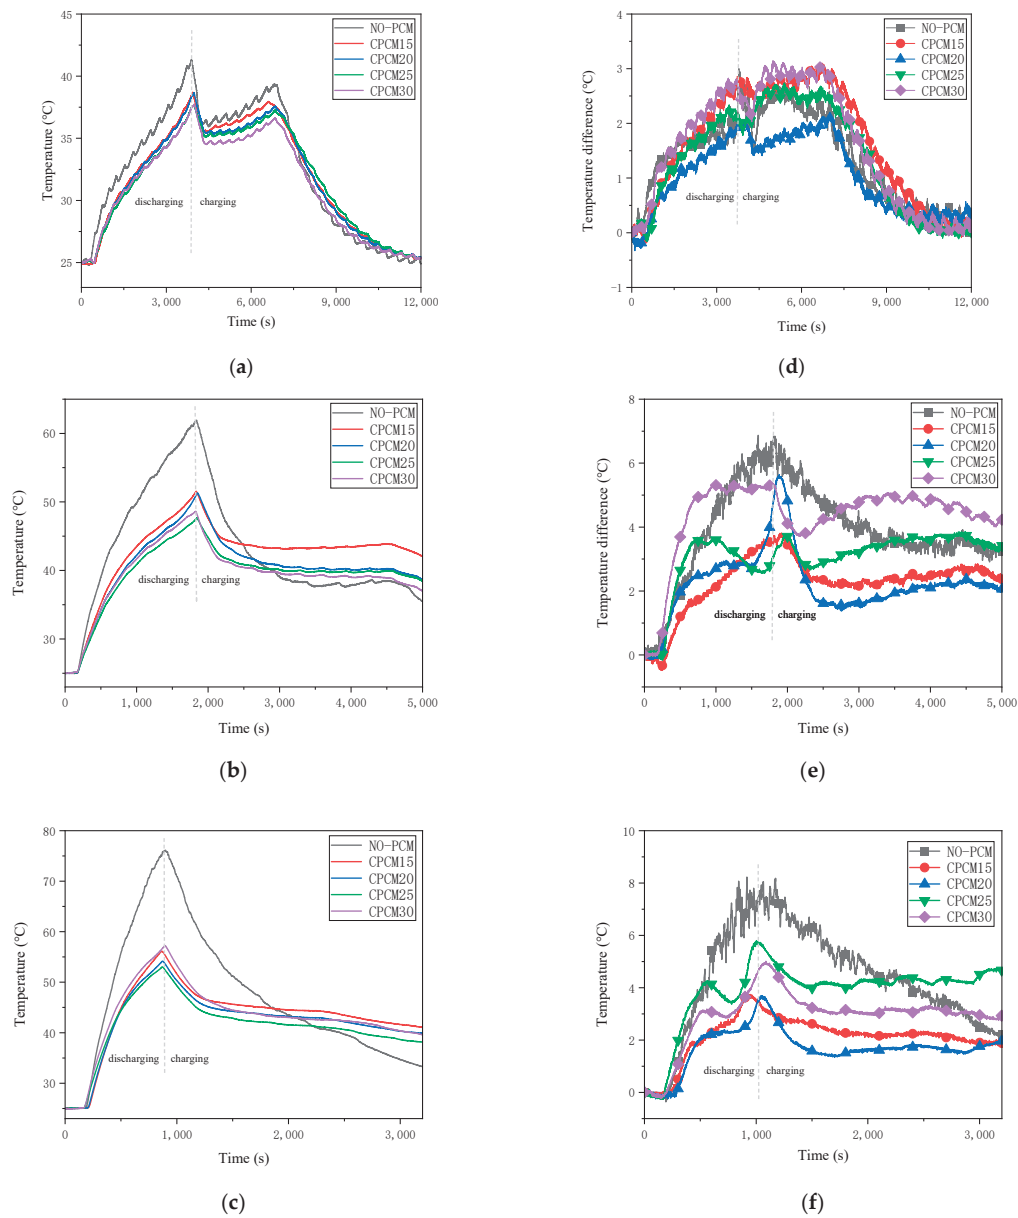 45
40
35
30
25
Temperature (℃)
NO-PCM
CPCM15
CPCM20
CPCM25
CPCM30
discharging
charging
0
3,000
6,000
9,000
12,000
Time (s)
(a)
4
3
2
1
0
-1
Temperature difference (℃)
NO-PCM
CPCM15
CPCM20
CPCM25
CPCM30
discharging
charging
0
3,000
6,000
9,000
12,000
Time (s)
(d)
60
50
40
30
Temperature (℃)
NO-PCM
CPCM15
CPCM20
CPCM25
CPCM30
discharging
charging
0
1,000
2,000
3,000
4,000
5,000
Time (s)
(b)
8
6
4
2
0
Temperature difference (℃)
NO-PCM
CPCM15
CPCM20
CPCM25
CPCM30
discharging
charging
0
1,000
2,000
3,000
4,000
5,000
Time (s)
(e)
80
70
60
50
40
30
Temperature (℃)
NO-PCM
CPCM15
CPCM20
CPCM25
CPCM30
discharging
charging
0
1,000
2,000
3,000
Time (s)
(c)
10
8
6
4
2
0
Temperature difference (℃)
NO-PCM
CPCM15
CPCM20
CPCM25
CPCM30
discharging
charging
0
1,000
2,000
3,000
Time (s)
(f)